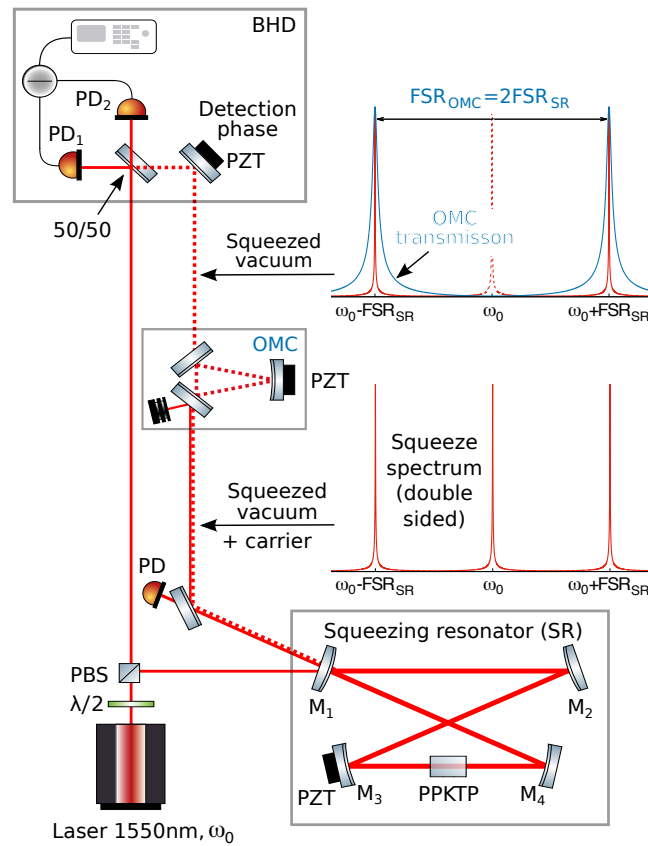 BHD
PD2
Detection
phase
PD1
PZT
50/50
FSROMC=2FSRSR
OMC
transmisson
Squeezed
vacuum
ω0-FSRSR
ω0
ω0+FSRSR
OMC
PZT
Squeeze
spectrum
(double
sided)
Squeezed
vacuum
+ carrier
ω0-FSRSR
ω0
ω0+FSRSR
PD
Squeezing resonator (SR)
PBS
M1
M2
λ/2
PZT
M3
PPKTP
M4
Laser 1550nm, ω0